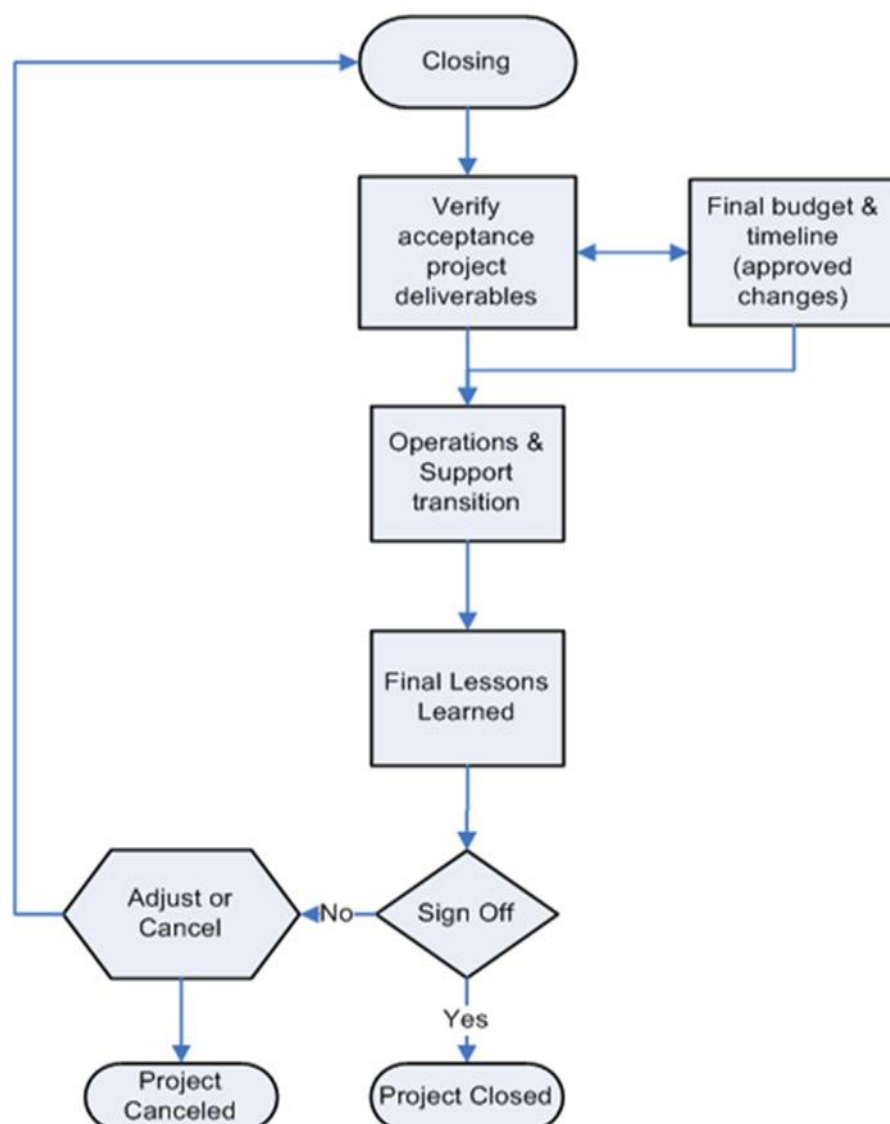 Closing
Verify
acceptance
project
deliverables
Final budget &
timeline
(approved
changes)
Operations &
Support
transition
Final Lessons
Learned
Adjust or
Cancel
No
Sign Off
Yes
Project
Canceled
Project Closed